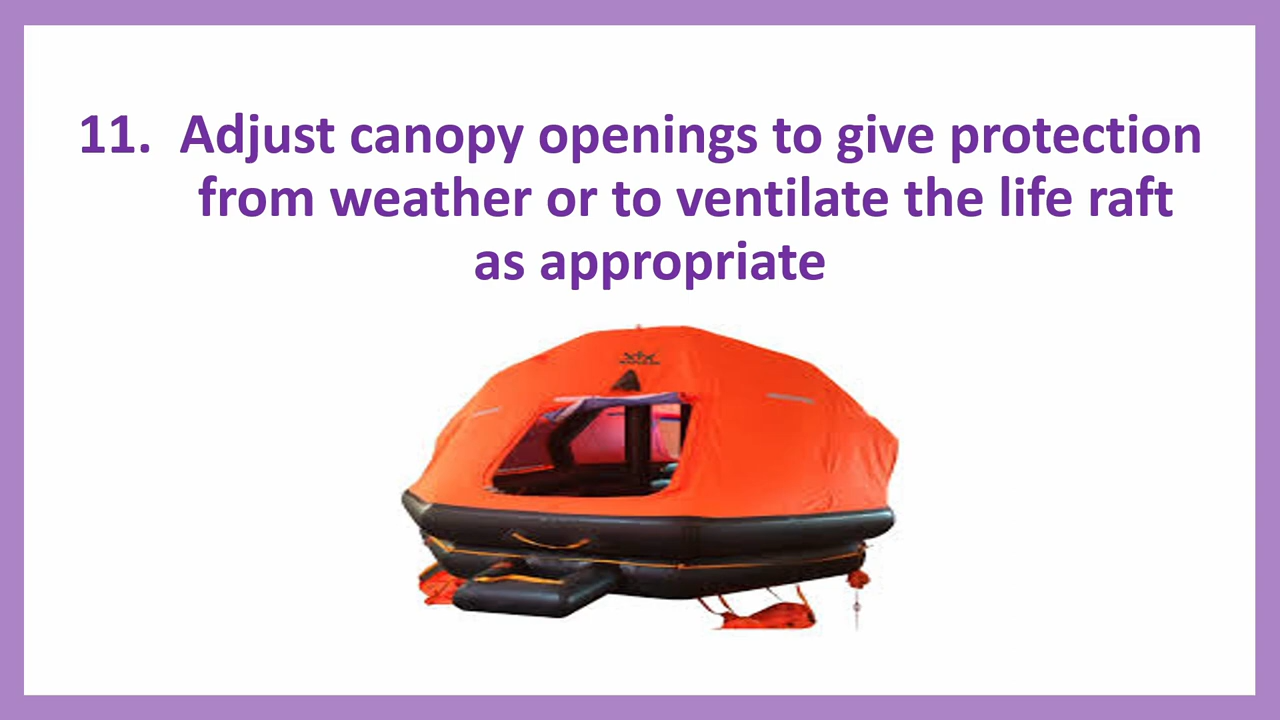 11. Adjust canopy openings to give protection
from weather or to ventilate the life raft
as appropriate